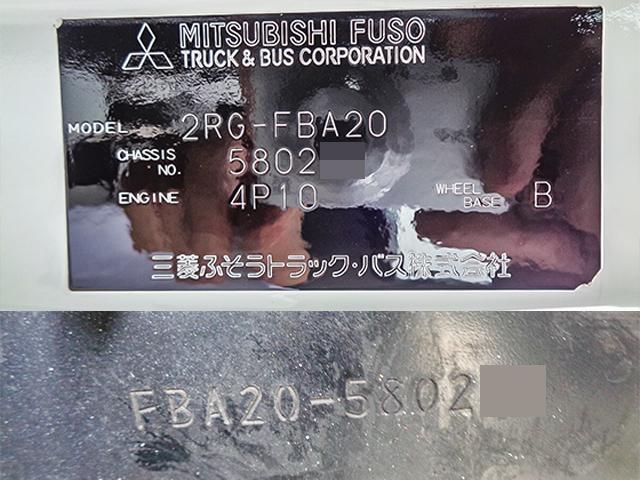 MITSUBISHI FUSO
TRUCK & BUS CORPORATION
MODEL 2RG-FBA20
CHASSIS NO. 5802
ENGINE 4P10
WHEEL BASE B
三菱ふそうトラック・バス株式会社
FBA20-5802